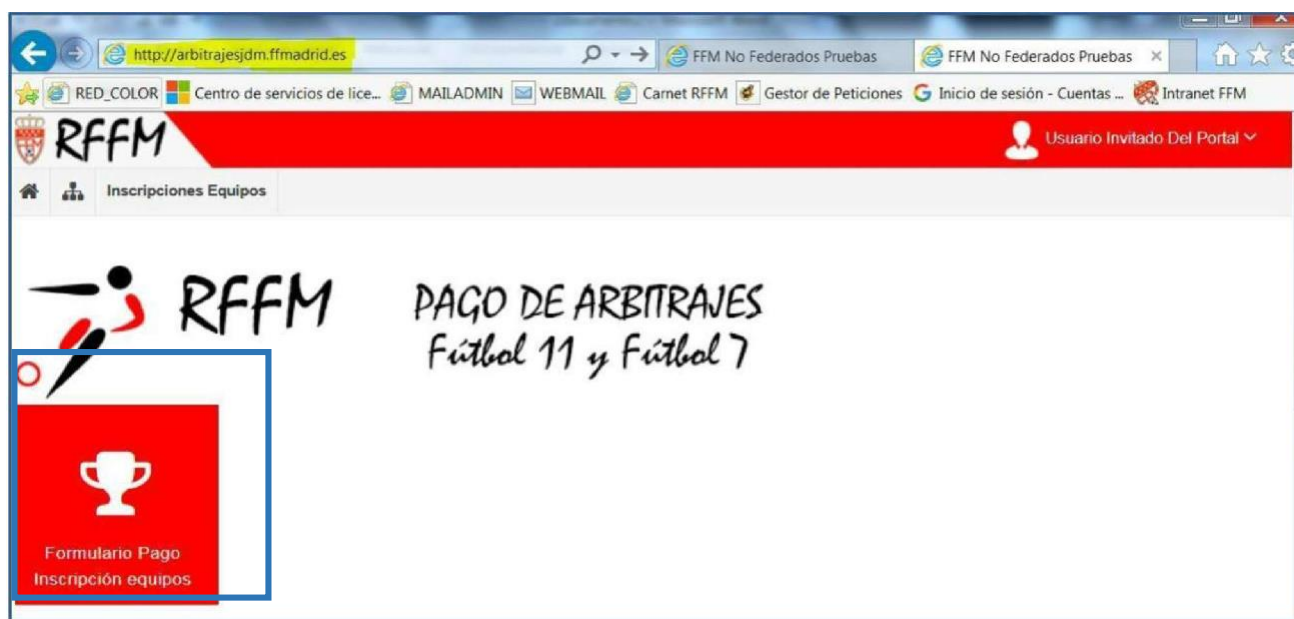 http://arbitrajesjdm.ffmadrid.es
FFM No Federados Pruebas
FFM No Federados Pruebas
RED_COLOR
Centro de servicios de lice...
MAILADMIN
WEBMAIL
Carnet RFFM
Gestor de Peticiones
Inicio de sesión - Cuentas ...
Intranet FFM
RFFM
Usuario Invitado Del Portal
Inscripciones Equipos
RFFM
PAGO DE ARBITRAJES
Fútbol 11 y Fútbol 7
Formulario Pago
Inscripción equipos